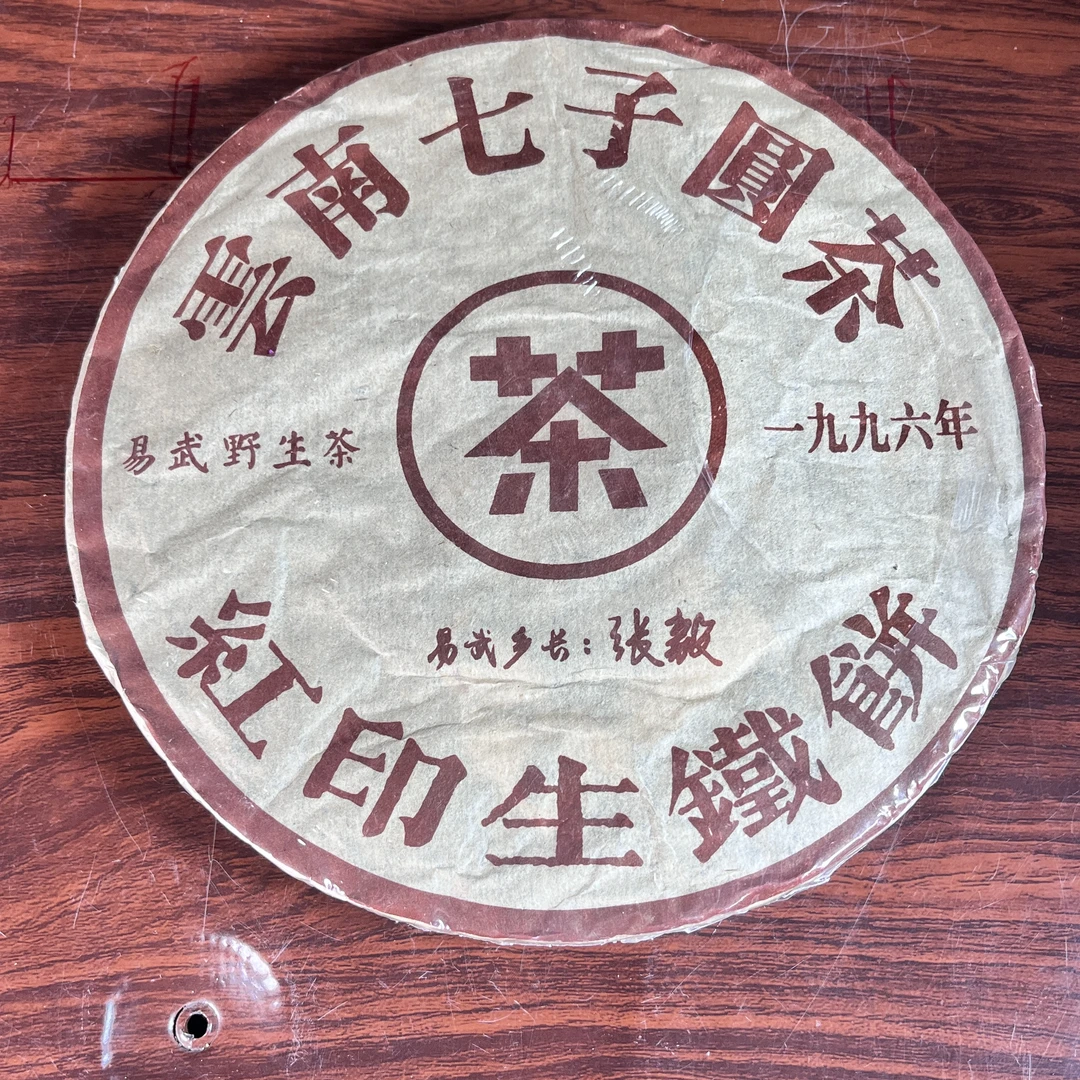 雲南七子圓茶
茶
易武野生茶
一九九六年
易武乡长：张毅
紅印生鐵餅